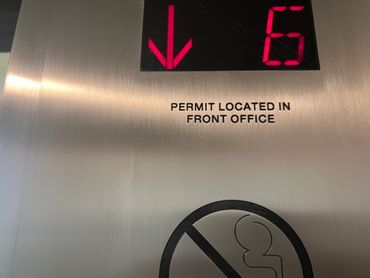 6
PERMIT LOCATED IN
FRONT OFFICE